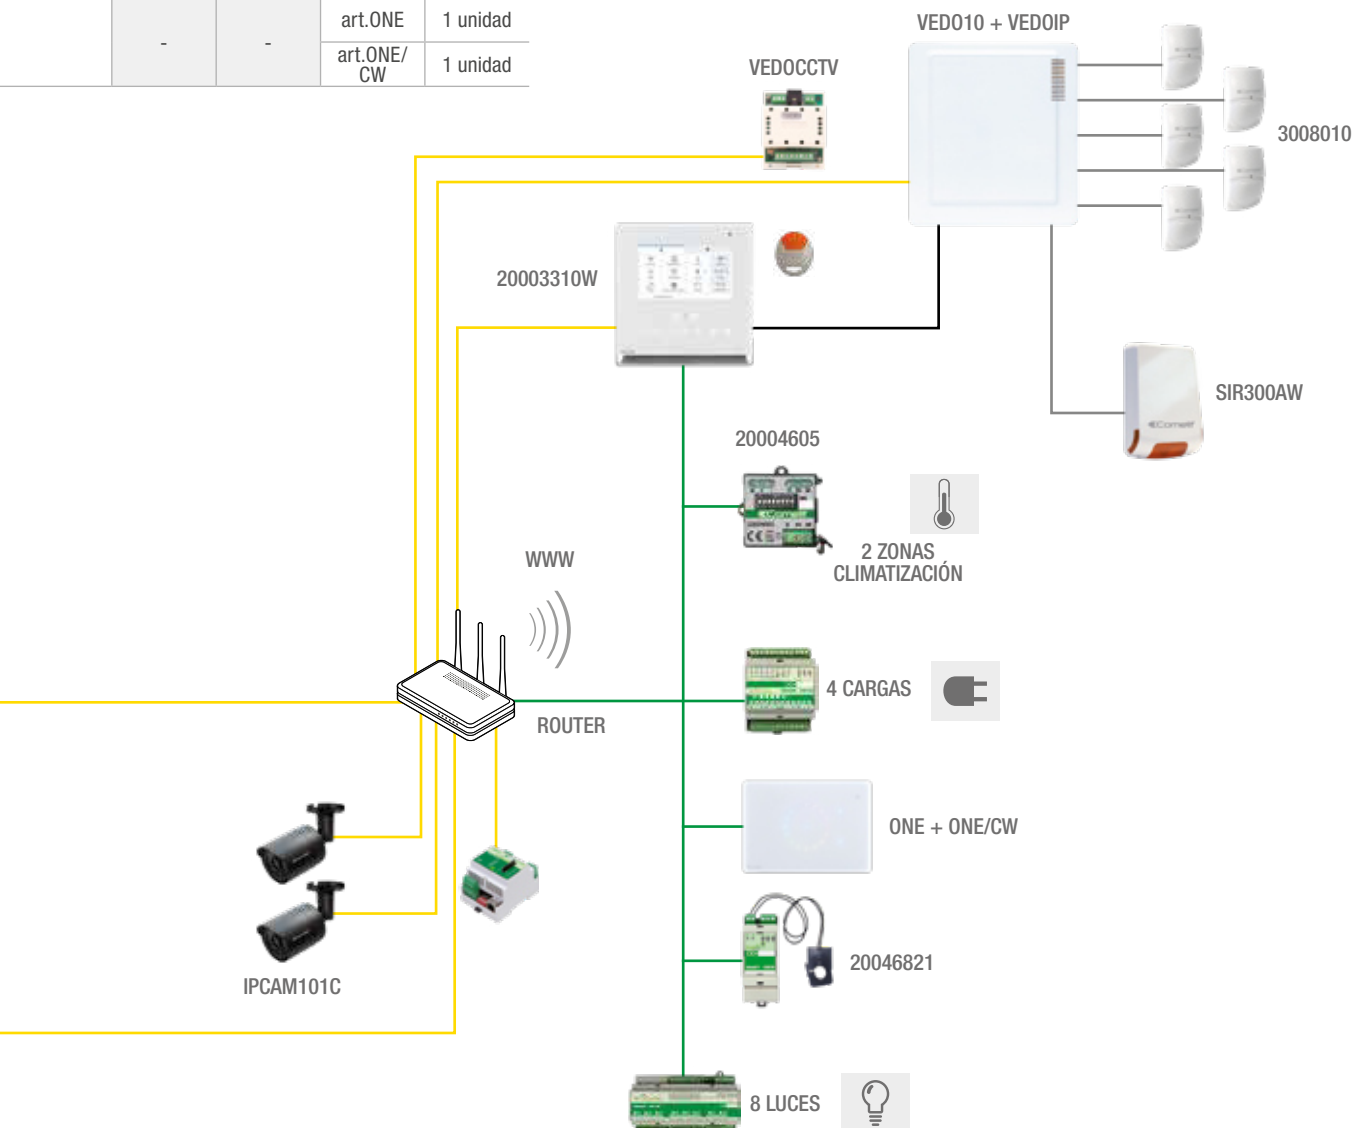 art.ONE 1 unidad
- -
art.ONE/
CW 1 unidad
VEDO10 + VEDOIP
VEDOCCTV
3008010
20003310W
SIR300AW
Comelit
20004605
2 ZONAS
CLIMATIZACIÓN
WWW
4 CARGAS
ROUTER
ONE + ONE/CW
20046821
IPCAM101C
8 LUCES